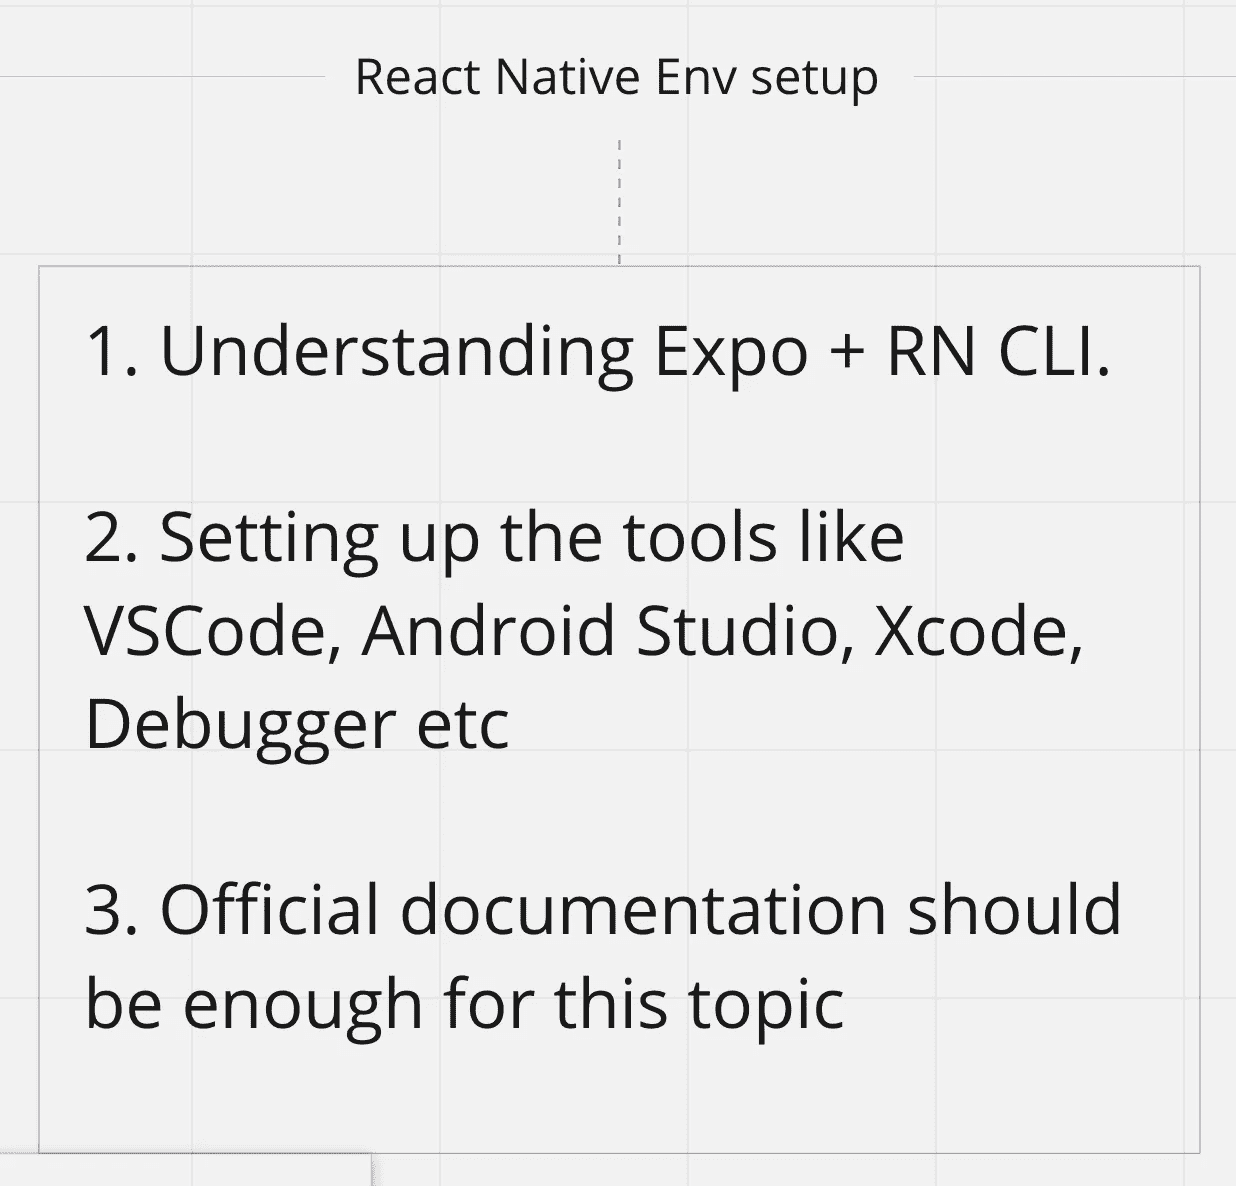 React Native Env setup
1. Understanding Expo + RN CLI.
2. Setting up the tools like
VSCode, Android Studio, Xcode,
Debugger etc
3. Official documentation should
be enough for this topic